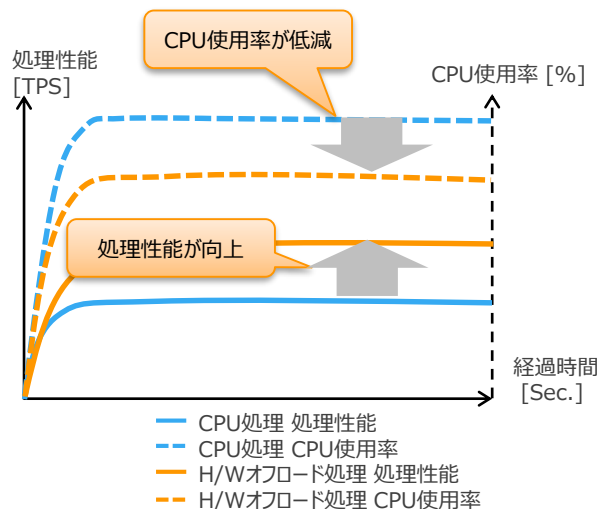 CPU使用率が低減
処理性能
[TPS]
CPU使用率 [%]
処理性能が向上
経過時間
[Sec.]
CPU処理 処理性能
CPU処理 CPU使用率
H/Wオフロード処理 処理性能
H/Wオフロード処理 CPU使用率